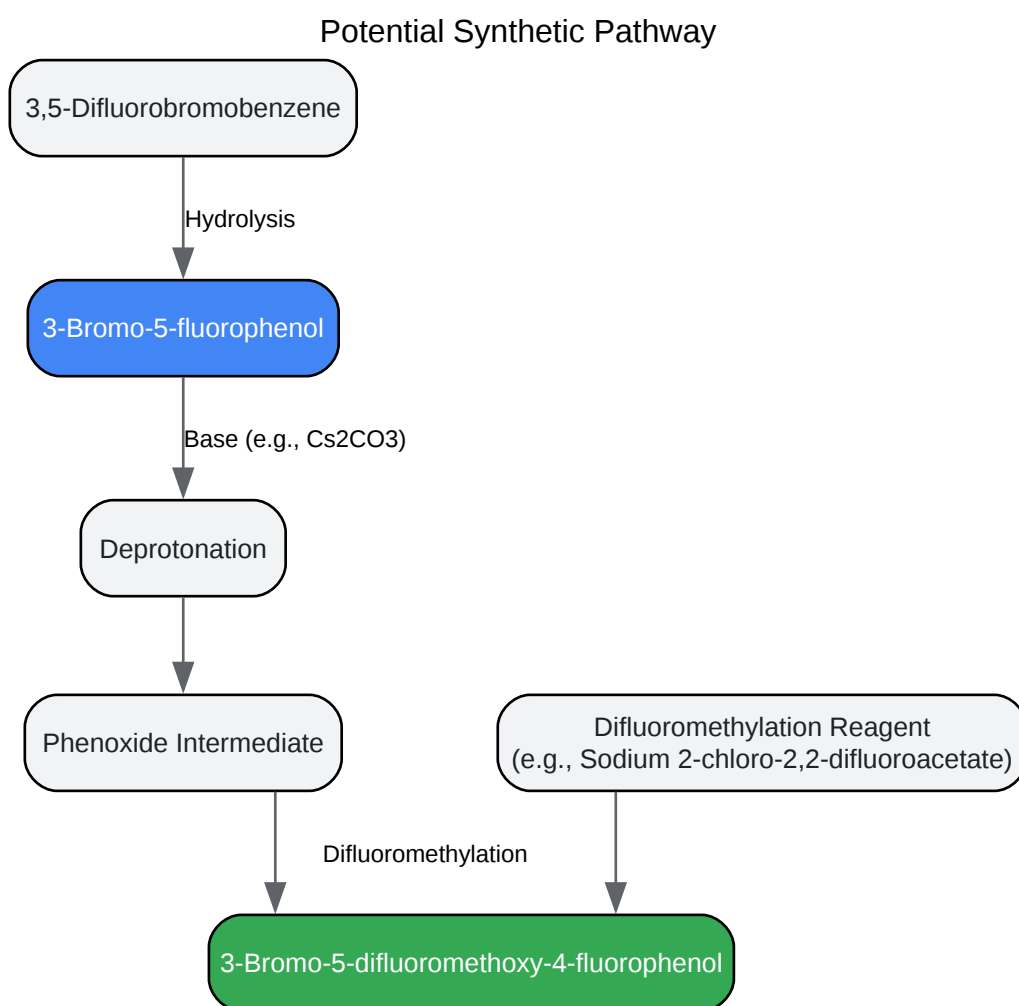 Potential Synthetic Pathway
3,5-Difluorobromobenzene
Hydrolysis
3-Bromo-5-fluorophenol
Base (e.g., Cs2CO3)
Deprotonation
Phenoxide Intermediate
Difluoromethylation Reagent
(e.g., Sodium 2-chloro-2,2-difluoroacetate)
Difluoromethylation
3-Bromo-5-difluoromethoxy-4-fluorophenol